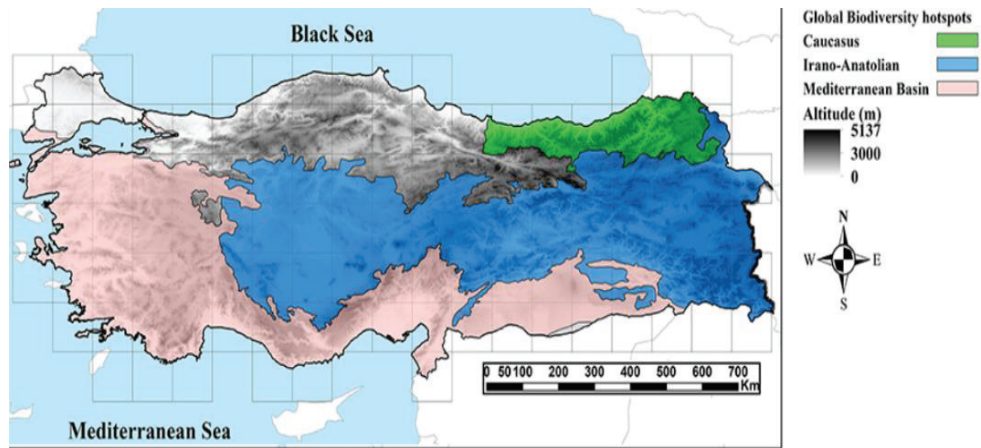 Black Sea
Mediterranean Sea
0 50 100 200 300 400 500 600 700
Km
Global Biodiversity hotspots
Caucasus
Irano-Anatolian
Mediterranean Basin
Altitude (m)
5137
3000
0
N
W E
S